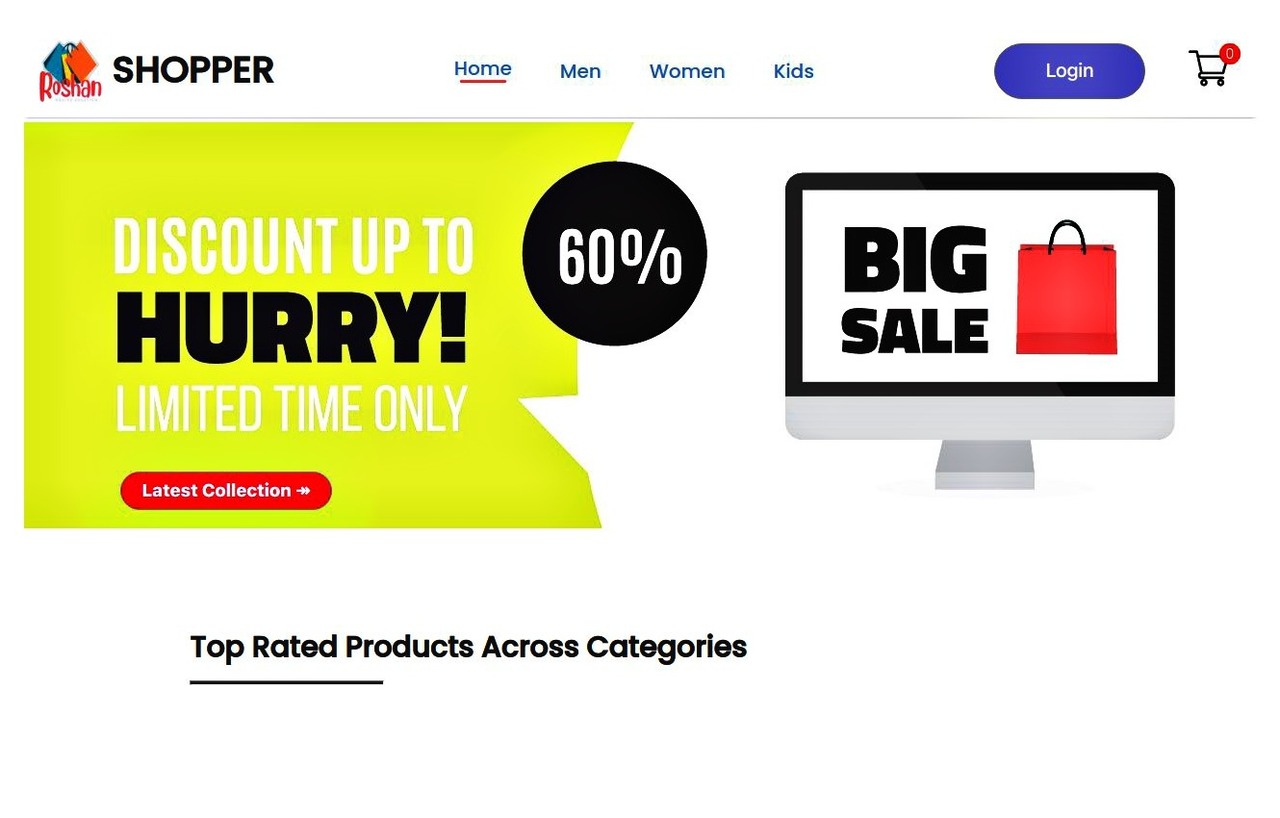 Roshan
SHOPPER
Home Men Women Kids
Login
0
DISCOUNT UP TO
60%
HURRY!
LIMITED TIME ONLY
Latest Collection ↠
BIG
SALE
Top Rated Products Across Categories